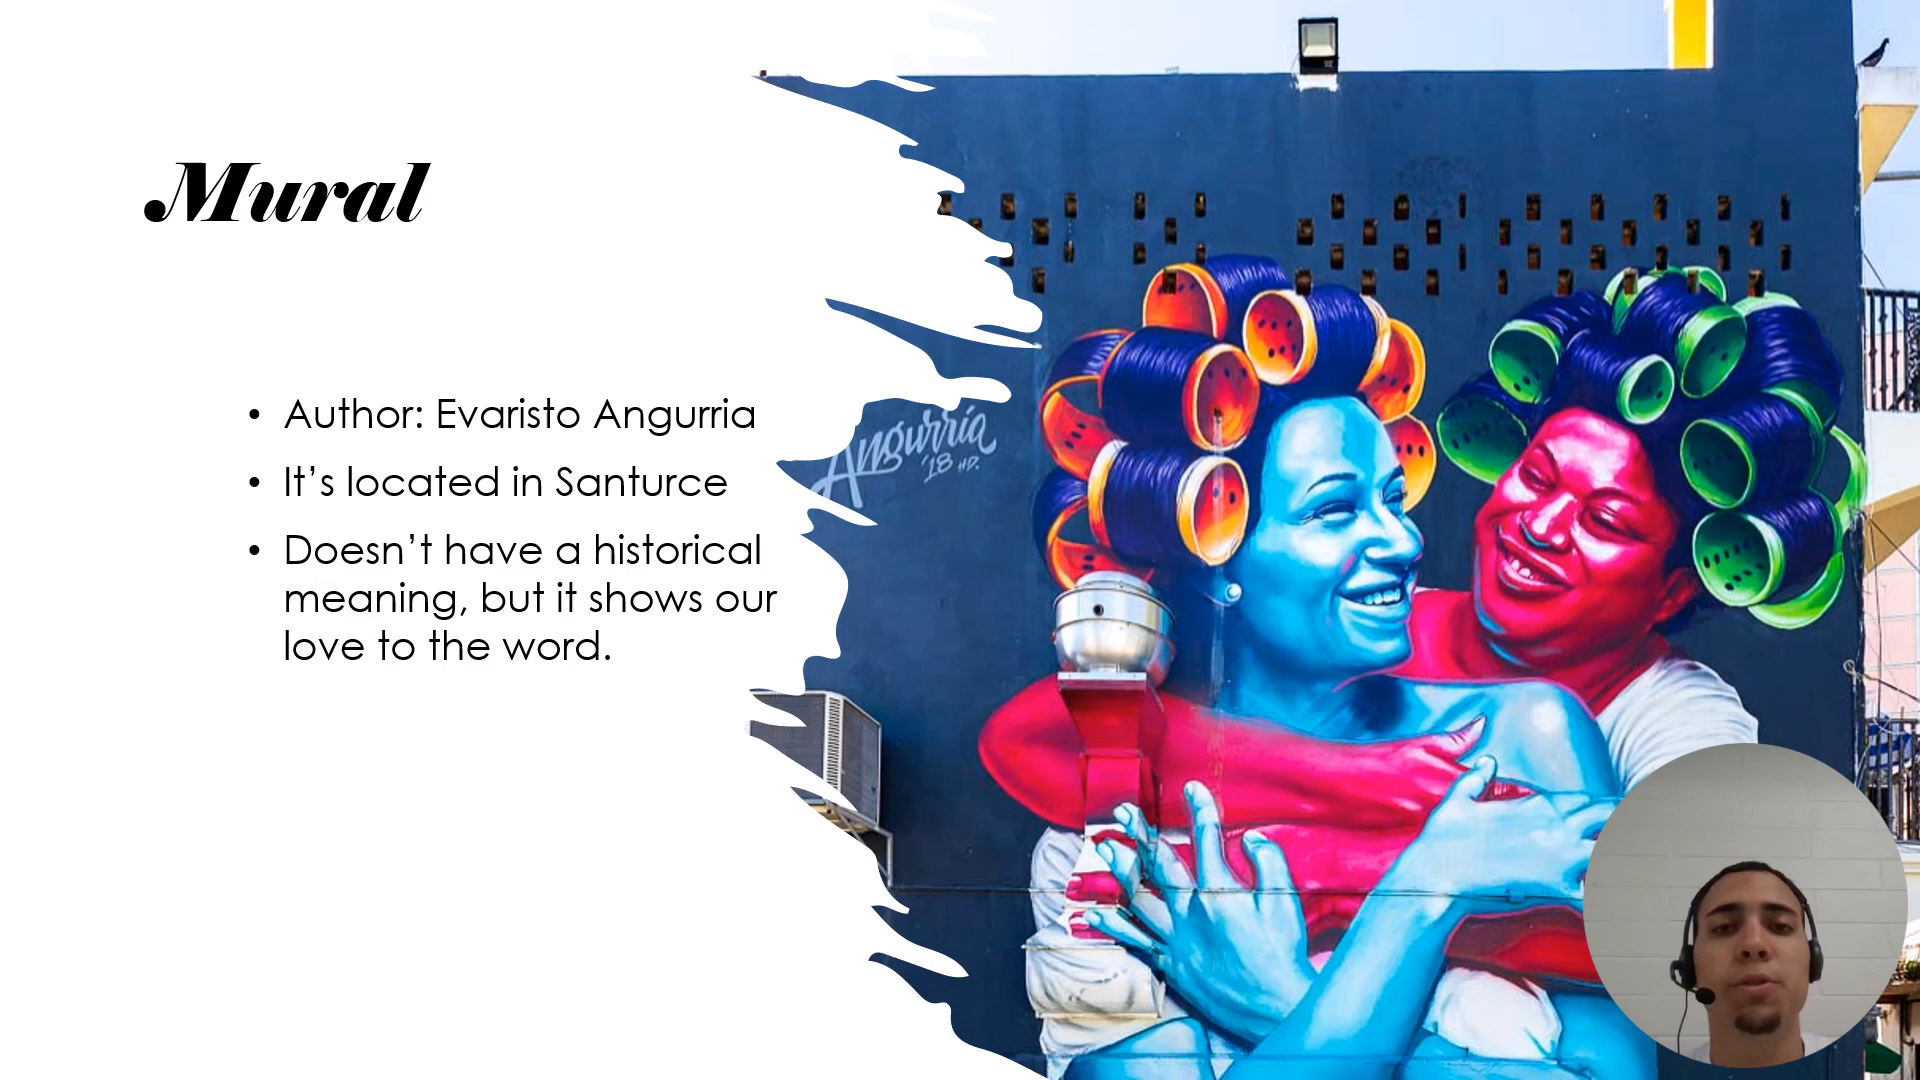 Mural
• Author: Evaristo Angurria
• It’s located in Santurce
• Doesn’t have a historical
meaning, but it shows our
love to the word.
Angurria
'18 HD.